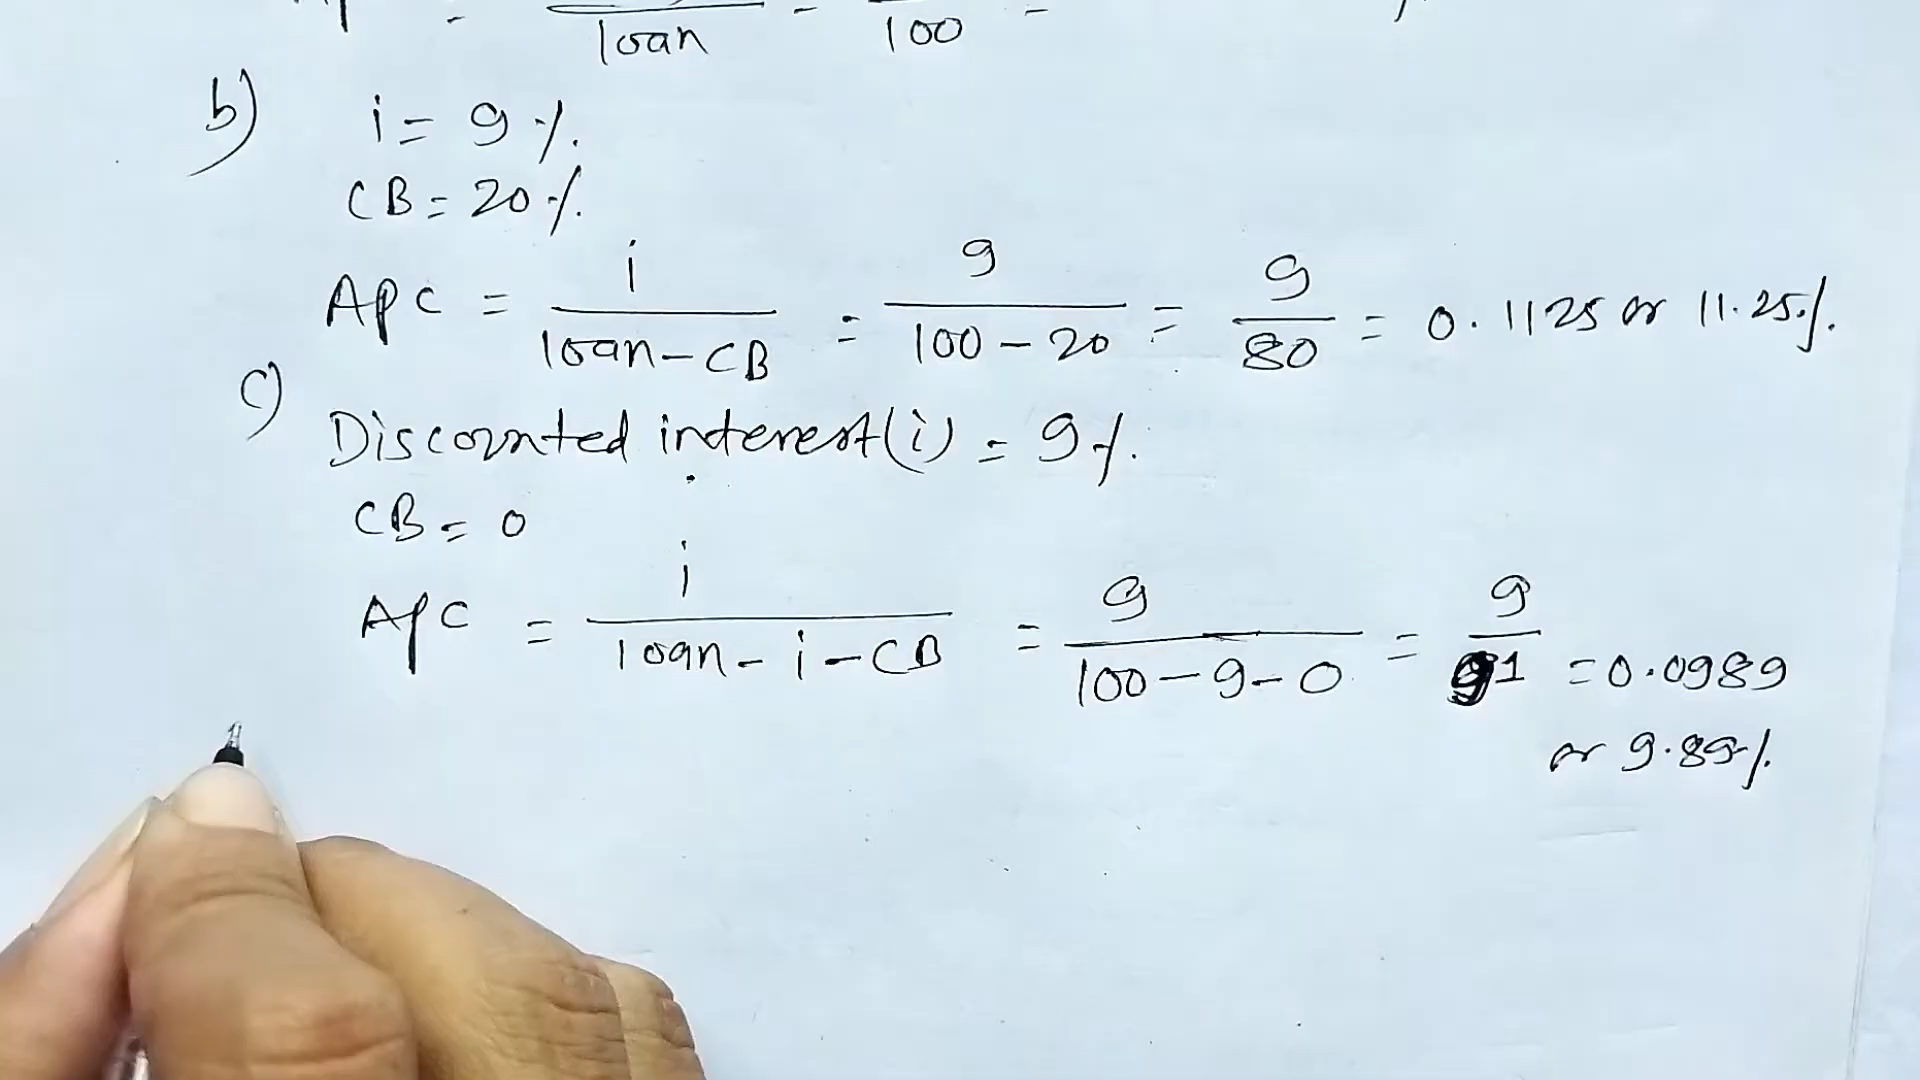 loan 100
b) i = 9 %.
CB = 20 %.
APC = i / loan - CB = 9 / 100 - 20 = 9 / 80 = 0.1125 or 11.25%.
c)
Discounted interest (i) = 9%.
CB = 0
APC = i / loan - i - CB = 9 / 100 - 9 - 0 = 9 / 91 = 0.0989
or 9.89%.